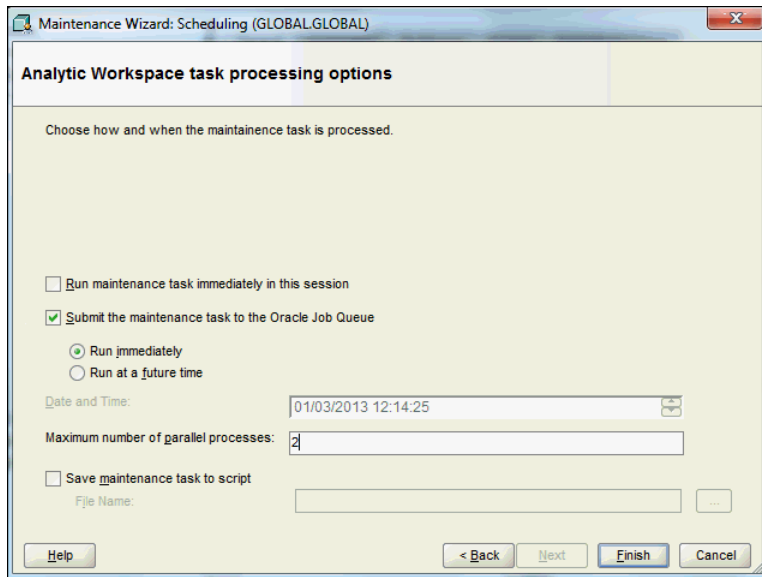 Maintenance Wizard: Scheduling (GLOBAL.GLOBAL)
Analytic Workspace task processing options
Choose how and when the maintainence task is processed.
Run maintenance task immediately in this session
Submit the maintenance task to the Oracle Job Queue
Run immediately
Run at a future time
Date and Time: 01/03/2013 12:14:25
Maximum number of parallel processes: 2
Save maintenance task to script
File Name: ...
Help < Back Next Finish Cancel